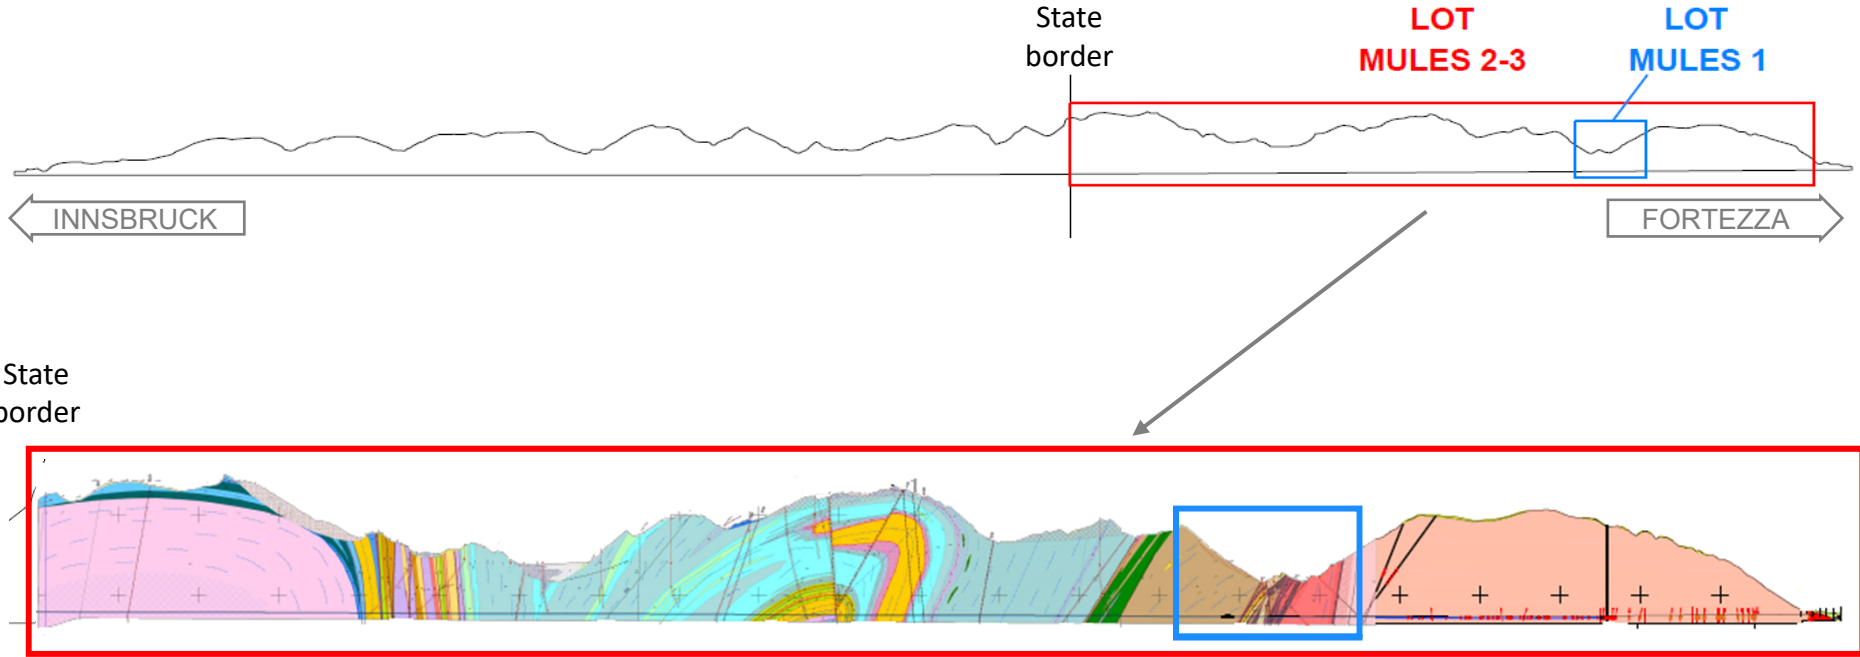 State
border
LOT
MULES 2-3
LOT
MULES 1
INNSBRUCK
FORTEZZA
State
border